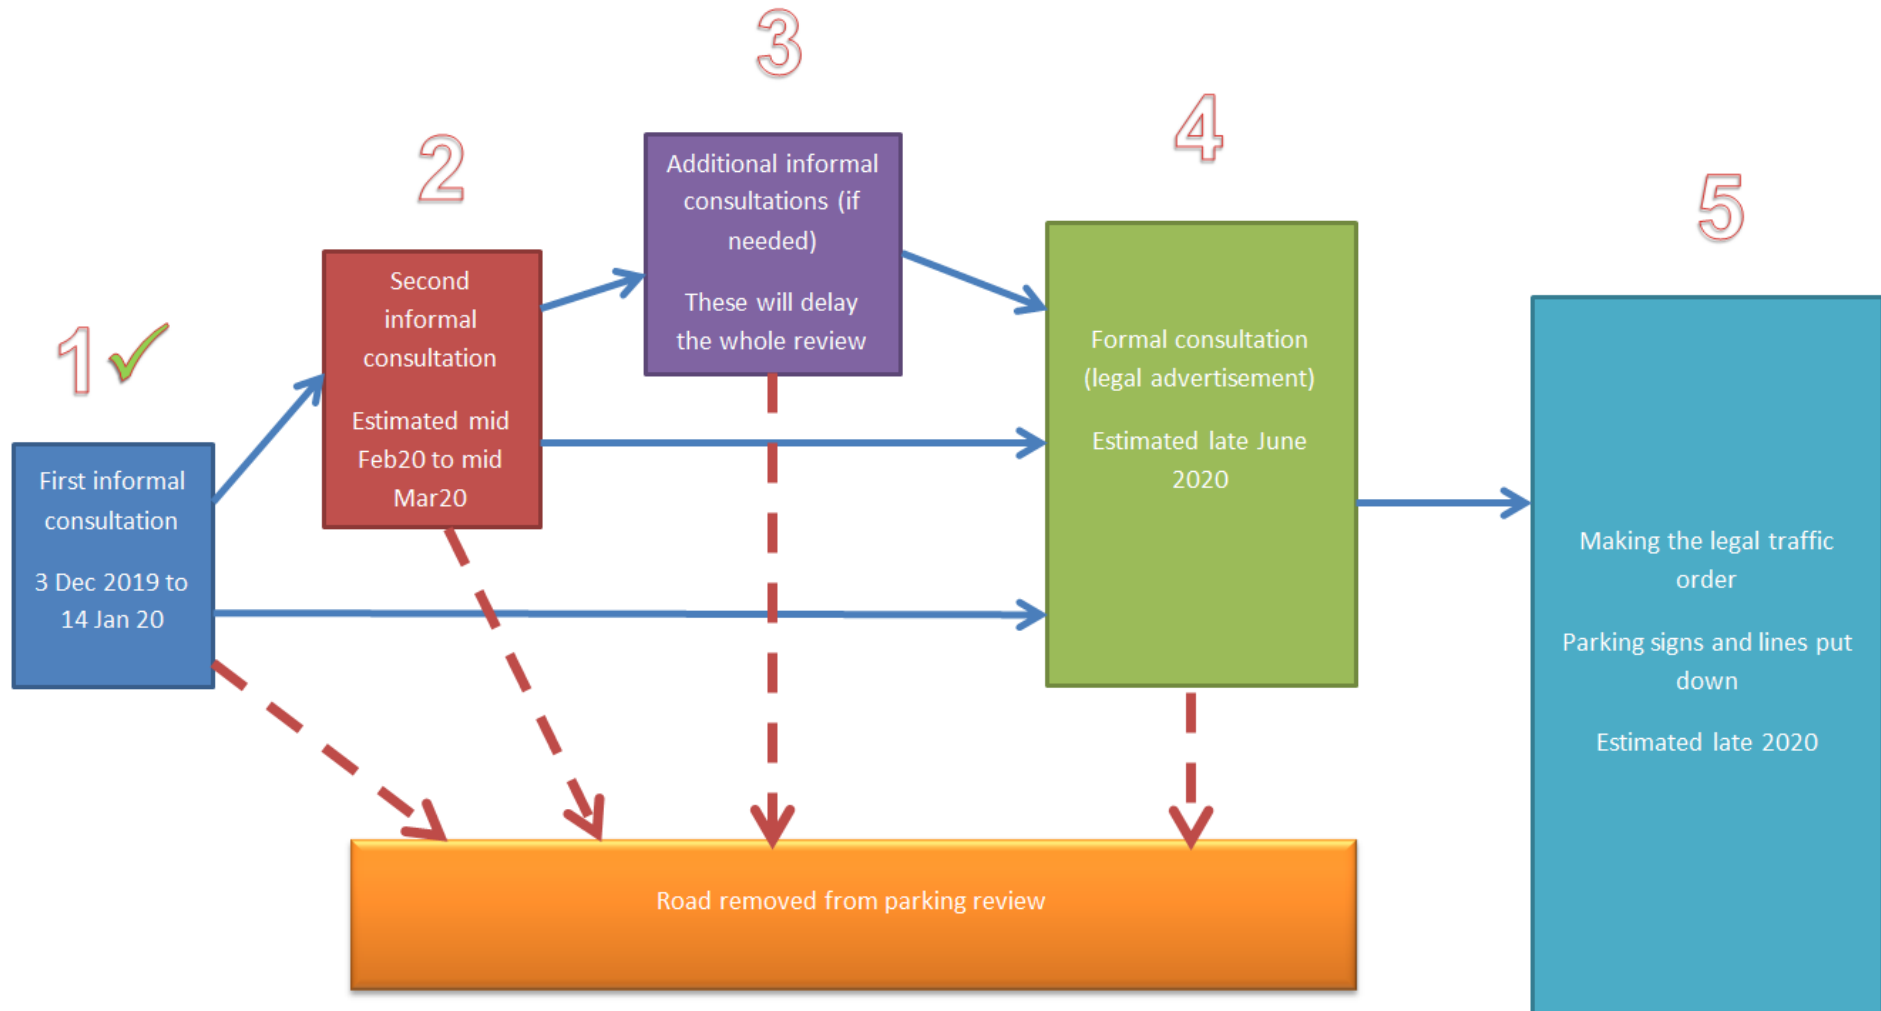 1
First informal
consultation
3 Dec 2019 to
14 Jan 20
2
Second
informal
consultation
Estimated mid
Feb20 to mid
Mar20
3
Additional informal
consultations (if
needed)
These will delay
the whole review
4
Formal consultation
(legal advertisement)
Estimated late June
2020
5
Making the legal traffic
order
Parking signs and lines put
down
Estimated late 2020
Road removed from parking review